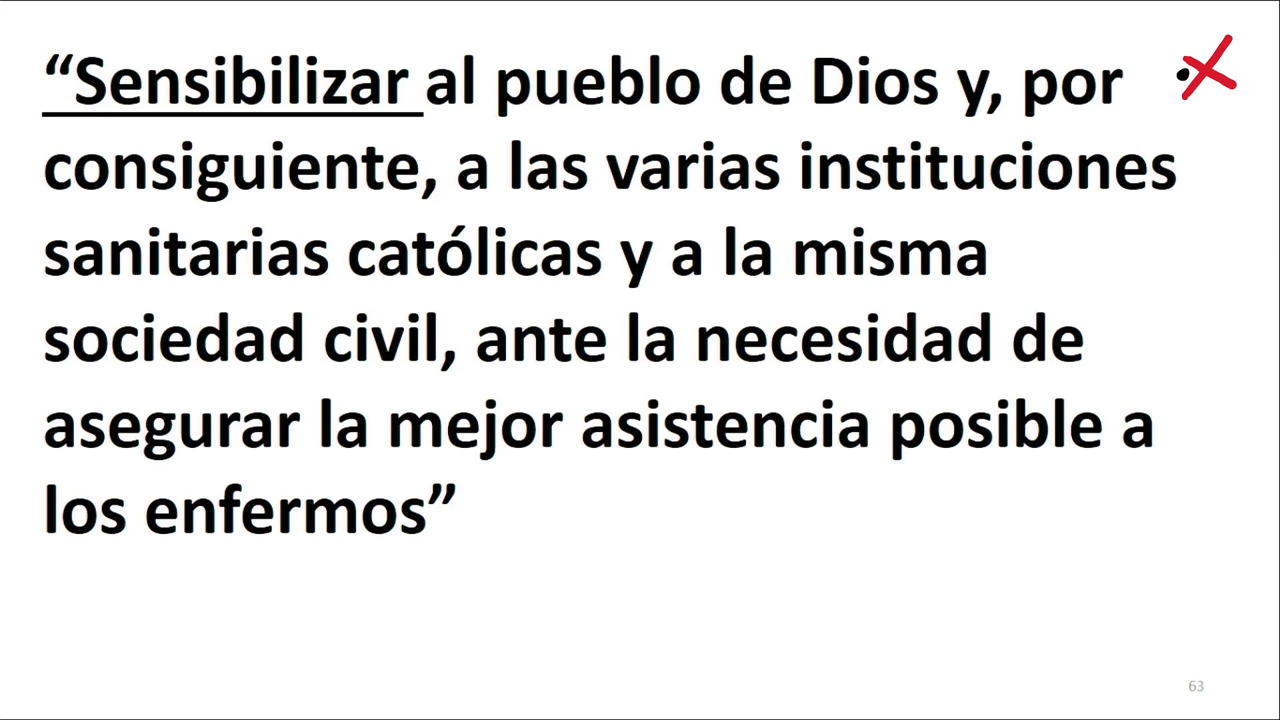 “Sensibilizar al pueblo de Dios y, por
consiguiente, a las varias instituciones
sanitarias católicas y a la misma
sociedad civil, ante la necesidad de
asegurar la mejor asistencia posible a
los enfermos”
63